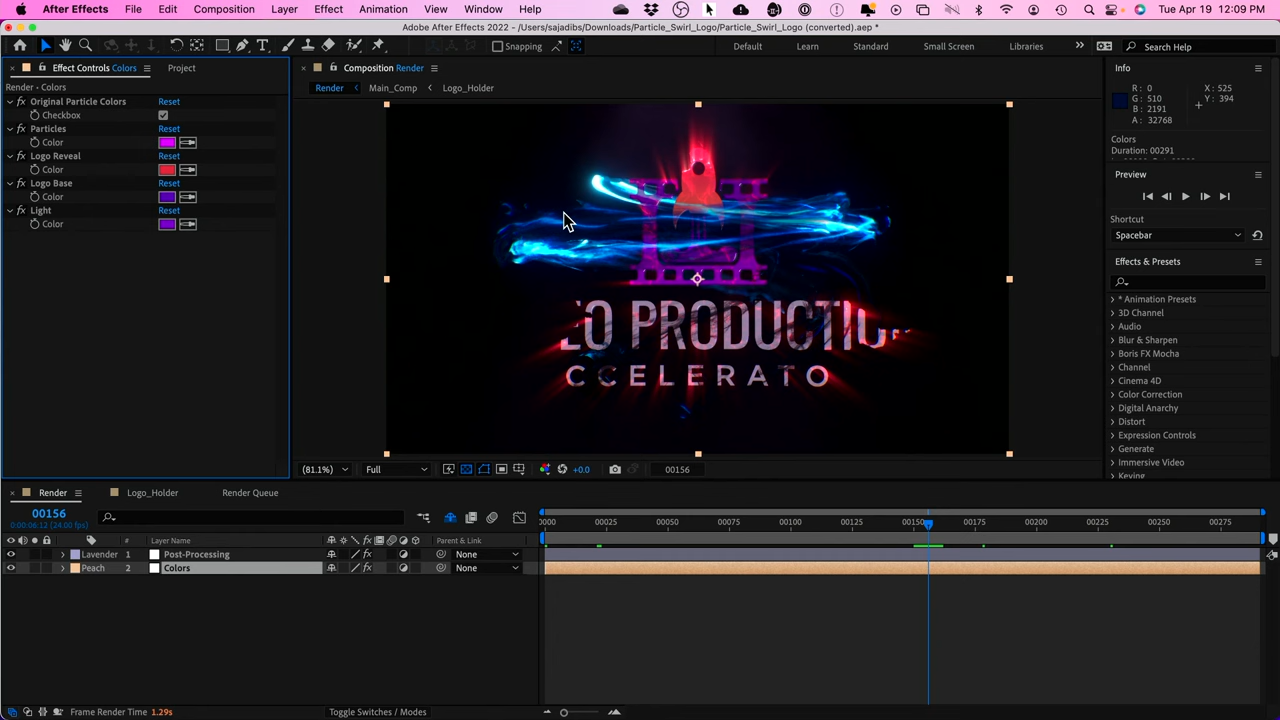 After Effects File Edit Composition Layer Effect Animation View Window Help Tue Apr 19 12:09 PM
Adobe After Effects 2022 - /Users/sajadibs/Downloads/Particle_Swirl_Logo/Particle_Swirl_Logo (converted).aep *
Snapping Default Learn Standard Small Screen Libraries Search Help
Effect Controls Colors Project Composition Render Info
Render • Colors
Render Main_Comp Logo_Holder
R: 0 X: 525
G: 510 Y: 394
B: 2191
A: 32768
Colors
Duration: 00291
Original Particle Colors Reset
Checkbox
Particles Reset
Color
Logo Reveal Reset
Color
Logo Base Reset
Color
Light Reset
Color
EO PRODUCTIO
CCELERATO
Preview
Shortcut
Spacebar
Effects & Presets
* Animation Presets
3D Channel
Audio
Blur & Sharpen
Boris FX Mocha
Channel
Cinema 4D
Color Correction
Digital Anarchy
Distort
Expression Controls
Generate
Immersive Video
Keying
(81.1%) Full +0.0 00156
Render Logo_Holder Render Queue
00156
0:00:06:12 (24.00 fps)
0000 00025 00050 00075 00100 00125 00150 00175 00200 00225 00250 00275
# Layer Name Parent & Link
Lavender 1 Post-Processing None
Peach 2 Colors None
Frame Render Time 1.29s Toggle Switches / Modes